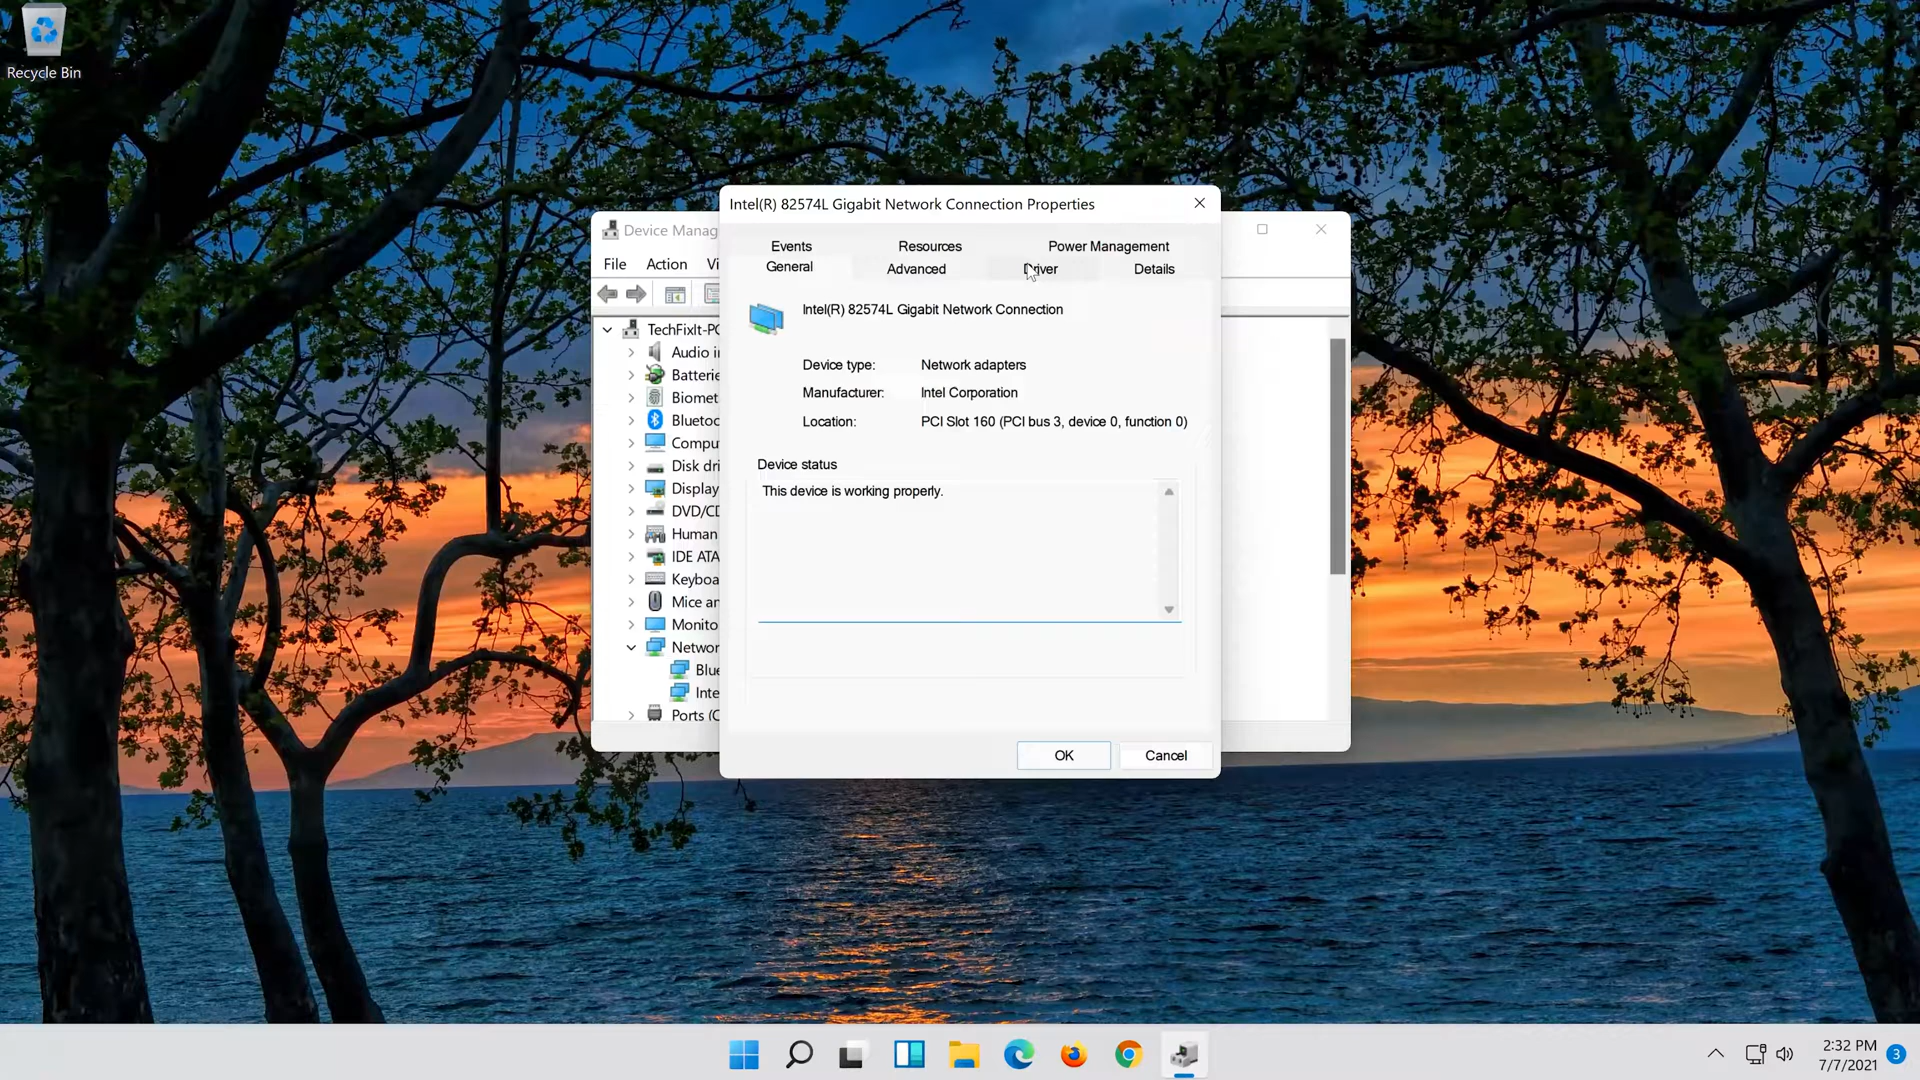 Recycle Bin
Intel(R) 82574L Gigabit Network Connection Properties
Events Resources Power Management
General Advanced Driver Details
Intel(R) 82574L Gigabit Network Connection
Device type: Network adapters
Manufacturer: Intel Corporation
Location: PCI Slot 160 (PCI bus 3, device 0, function 0)
Device status
This device is working properly.
OK Cancel
Device Manag
File Action Vi
TechFixIt-PC
Audio i
Batterie
Biomet
Bluetoo
Compu
Disk dri
Display
DVD/CD
Human
IDE ATA
Keyboa
Mice an
Monito
Networ
Blue
Inte
Ports (C
2:32 PM
7/7/2021
3